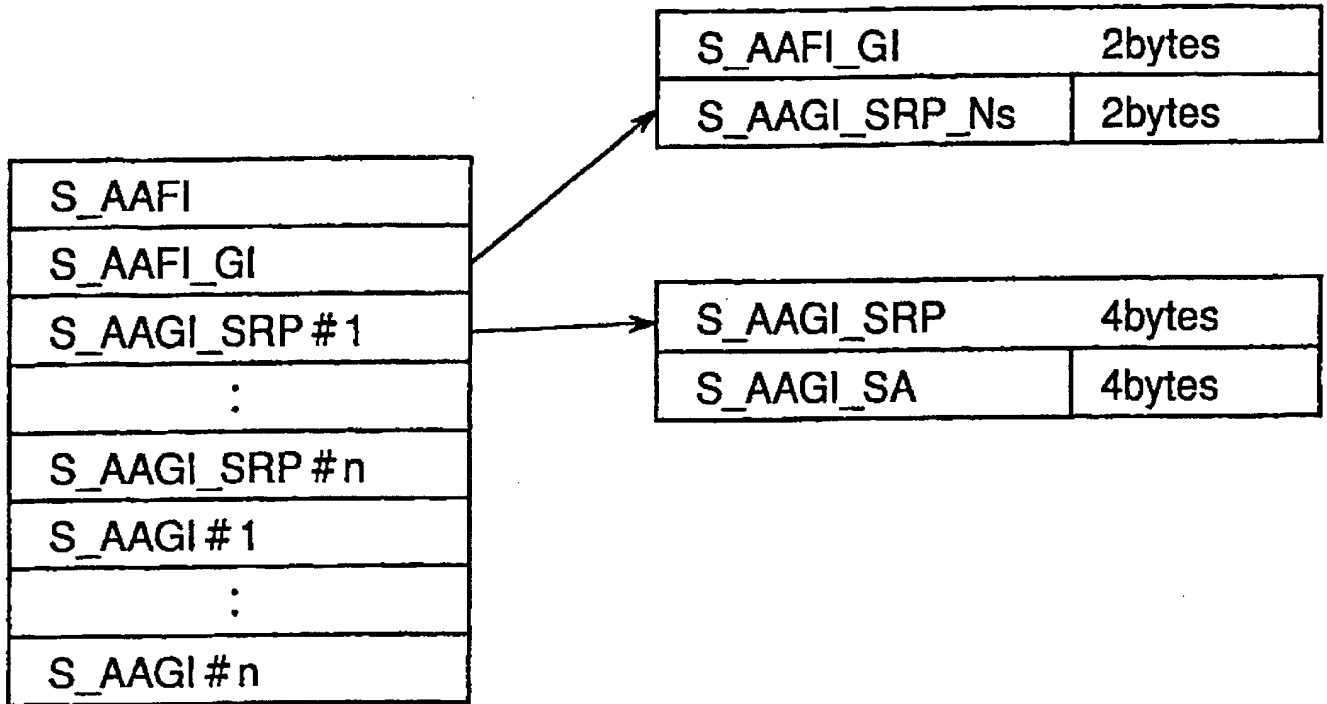 S_AAFI_GI 2bytes
S_AAGI_SRP_Ns 2bytes
S_AAFI
S_AAFI_GI
S_AAGI_SRP#1
:
S_AAGI_SRP#n
S_AAGI#1
:
S_AAGI#n
S_AAGI_SRP 4bytes
S_AAGI_SA 4bytes